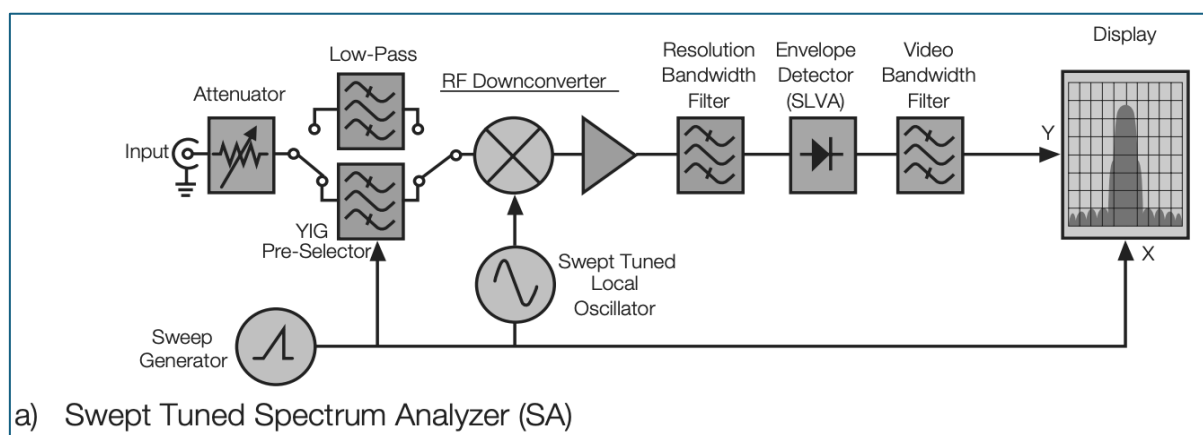 Display
Low-Pass
RF Downconverter
Resolution
Bandwidth
Filter
Envelope
Detector
(SLVA)
Video
Bandwidth
Filter
Attenuator
Input
Y
YIG
Pre-Selector
Swept Tuned
Local
Oscillator
X
Sweep
Generator
a) Swept Tuned Spectrum Analyzer (SA)